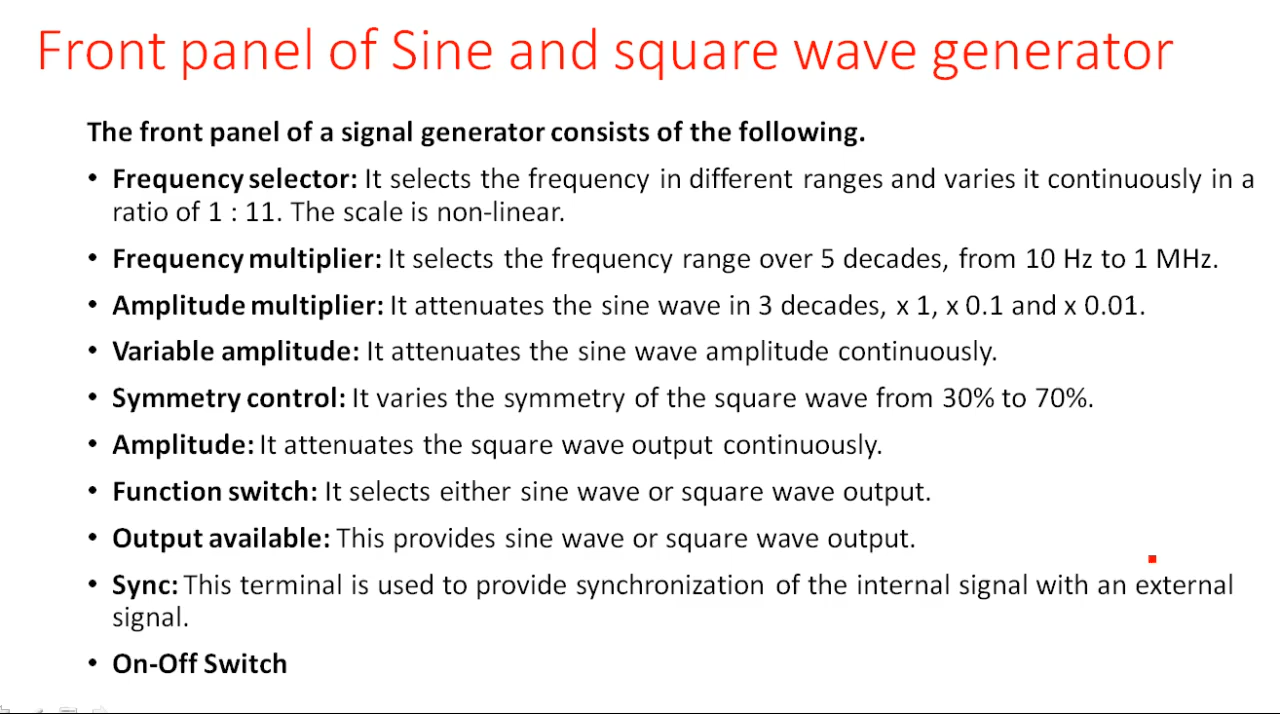 Front panel of Sine and square wave generator
The front panel of a signal generator consists of the following.
• Frequency selector: It selects the frequency in different ranges and varies it continuously in a
ratio of 1 : 11. The scale is non-linear.
• Frequency multiplier: It selects the frequency range over 5 decades, from 10 Hz to 1 MHz.
• Amplitude multiplier: It attenuates the sine wave in 3 decades, x 1, x 0.1 and x 0.01.
• Variable amplitude: It attenuates the sine wave amplitude continuously.
• Symmetry control: It varies the symmetry of the square wave from 30% to 70%.
• Amplitude: It attenuates the square wave output continuously.
• Function switch: It selects either sine wave or square wave output.
• Output available: This provides sine wave or square wave output.
• Sync: This terminal is used to provide synchronization of the internal signal with an external
signal.
• On-Off Switch